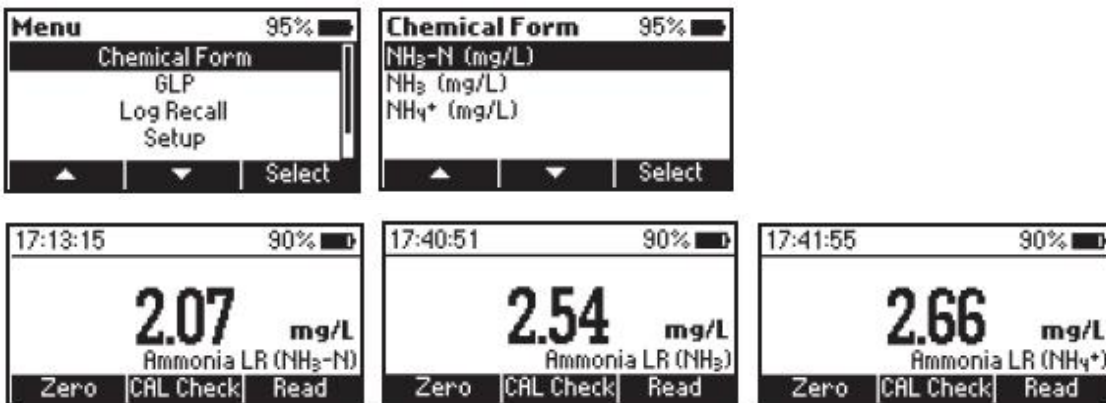 Menu 95%
Chemical Form
GLP
Log Recall
Setup
▲ ▼ Select
Chemical Form 95%
NH₃-N (mg/L)
NH₃ (mg/L)
NH₄⁺ (mg/L)
▲ ▼ Select
17:13:15 90%
2.07 mg/L
Ammonia LR (NH₃-N)
Zero CAL Check Read
17:40:51 90%
2.54 mg/L
Ammonia LR (NH₃)
Zero CAL Check Read
17:41:55 90%
2.66 mg/L
Ammonia LR (NH₄⁺)
Zero CAL Check Read